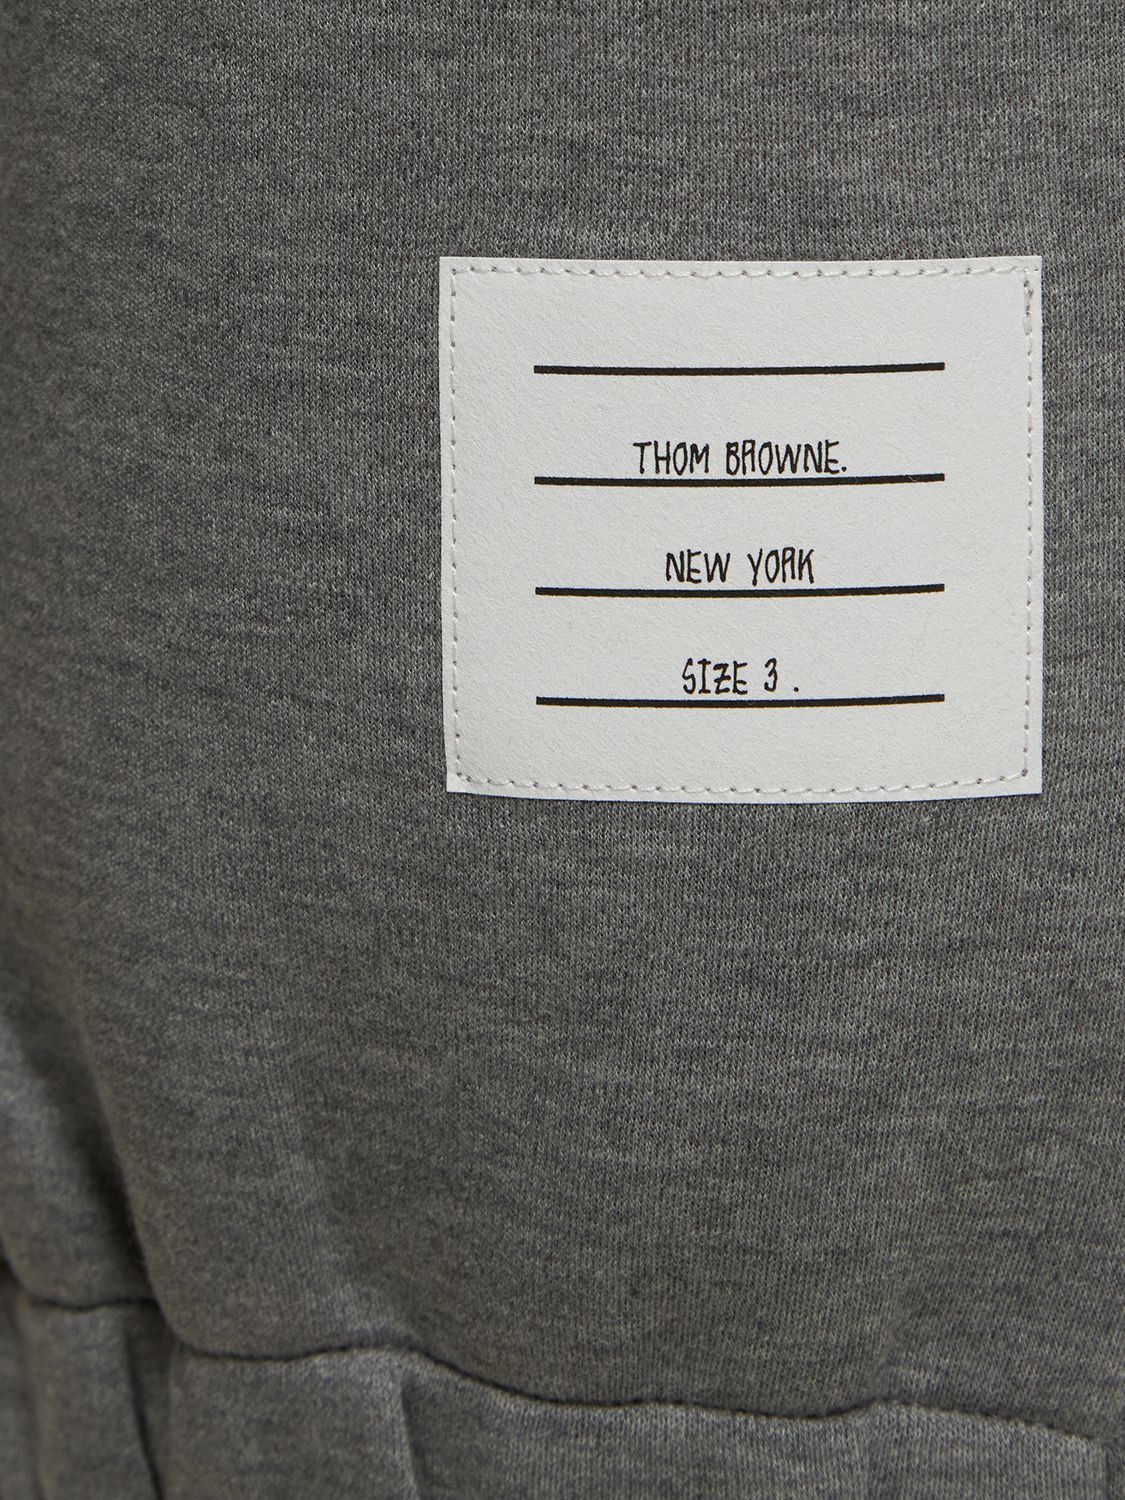 THOM BROWNE.
NEW YORK
SIZE 3 .